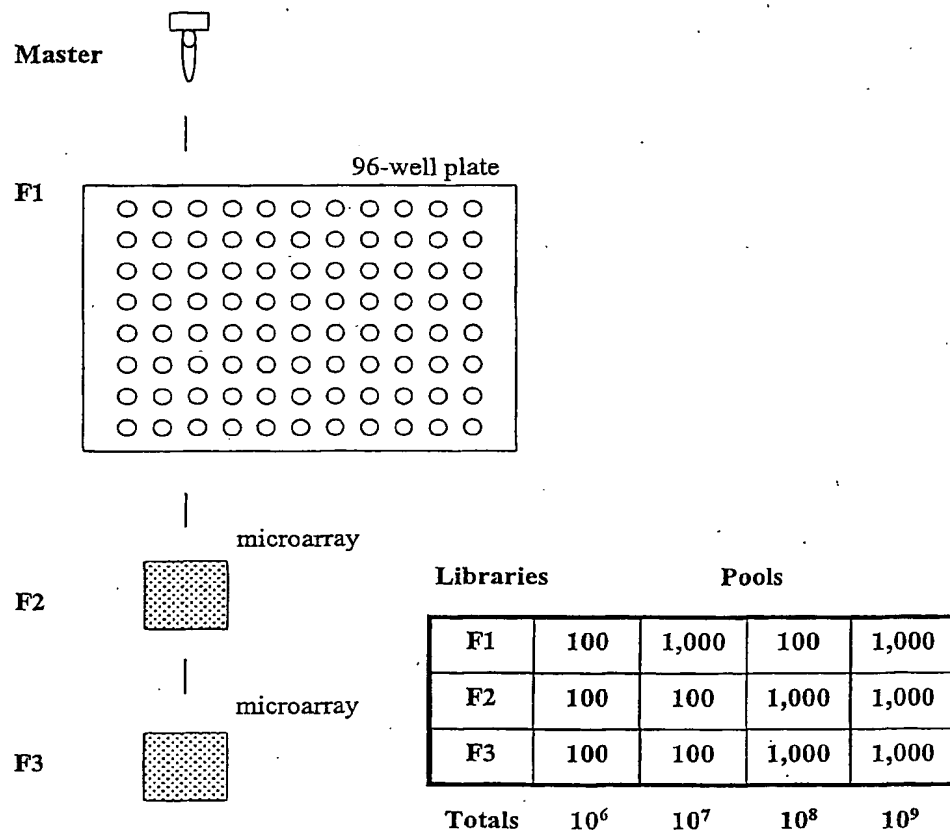 Master
96-well plate
F1
microarray
F2
microarray
F3
Libraries Pools
F1 100 1,000 100 1,000
F2 100 100 1,000 1,000
F3 100 100 1,000 1,000
Totals 10⁶ 10⁷ 10⁸ 10⁹